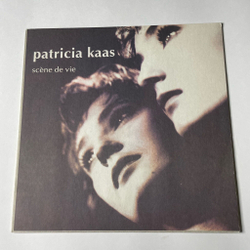 patricia kaas
scène de vie